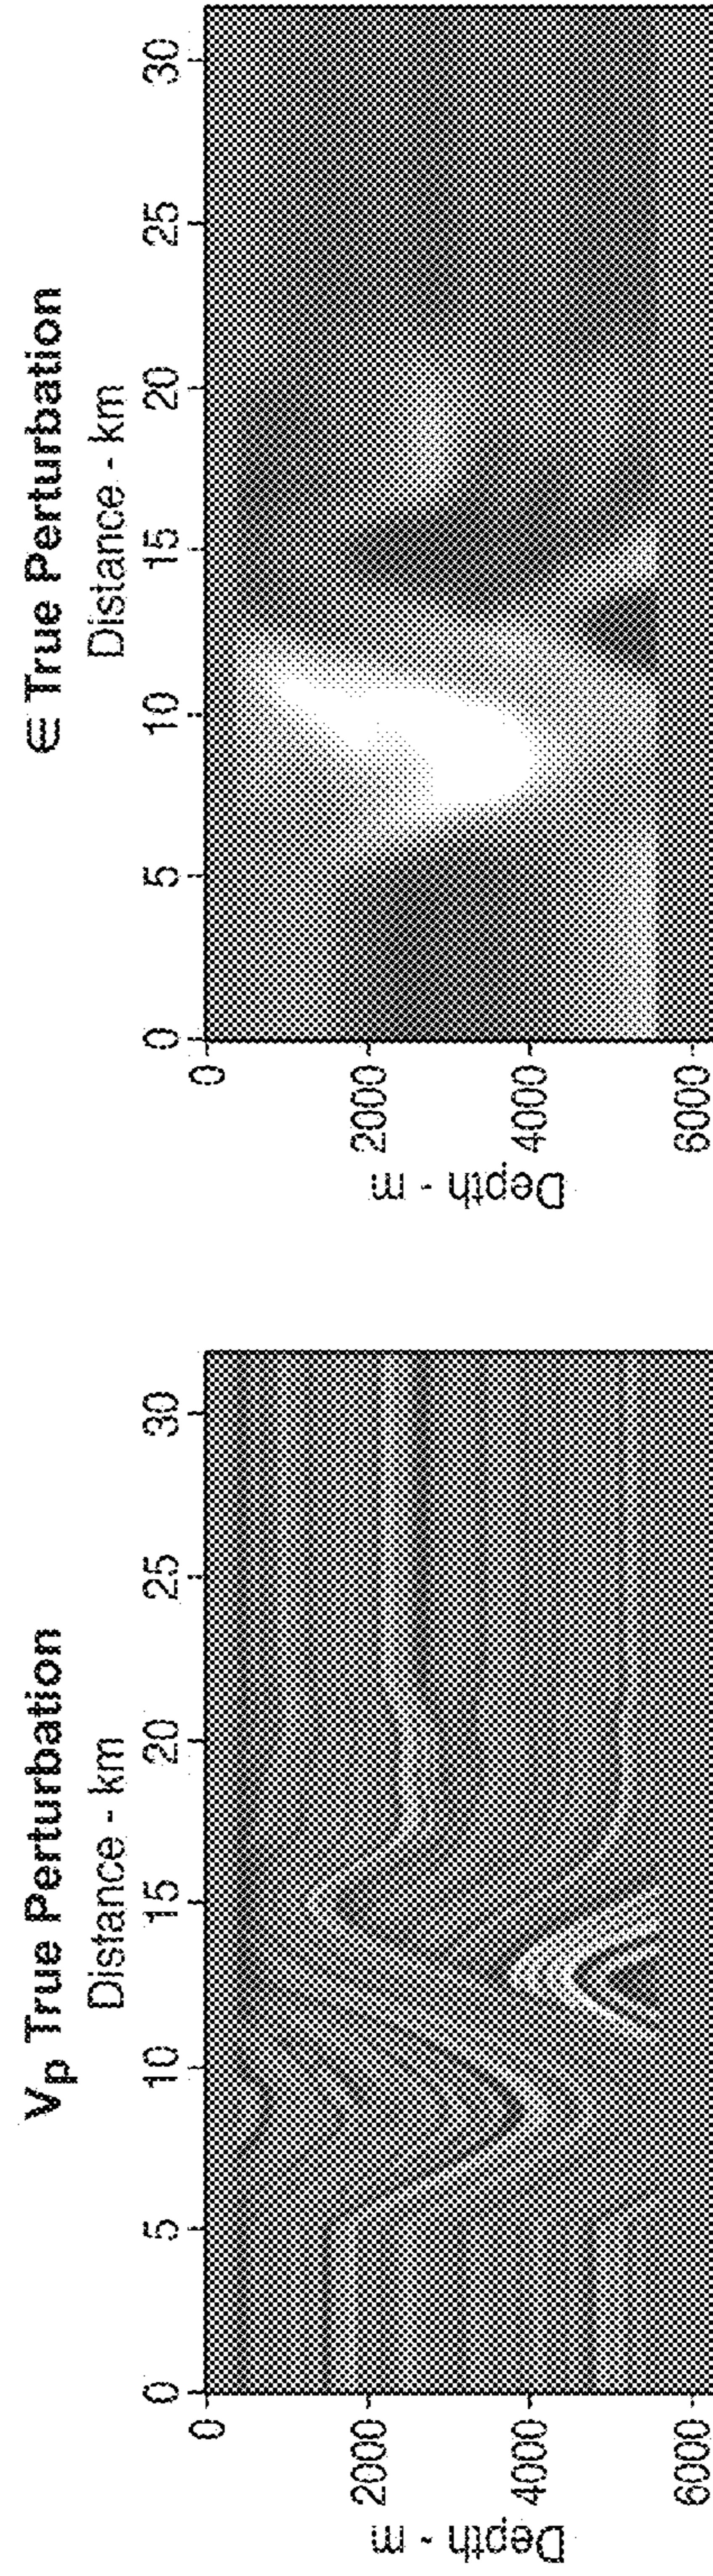 Vp True Perturbation
Distance - km
0 5 10 15 20 25 30
0
2000
4000
6000
Depth - m
∈ True Perturbation
Distance - km
0 5 10 15 20 25 30
0
2000
4000
6000
Depth - m